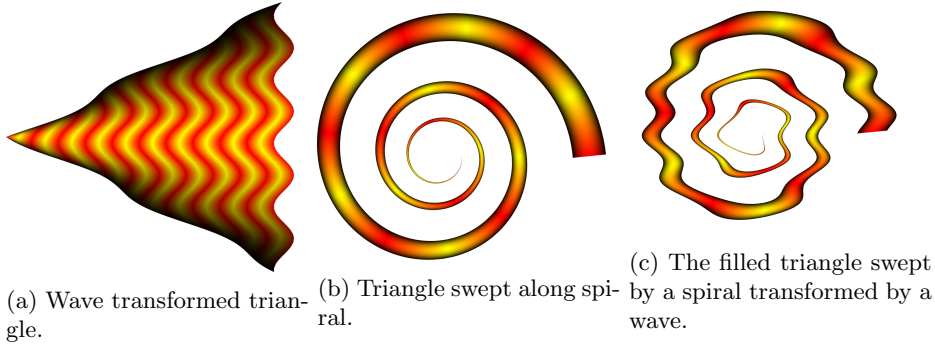 (a) Wave transformed trian-
gle.
(b) Triangle swept along spi-
ral.
(c) The filled triangle swept
by a spiral transformed by a
wave.